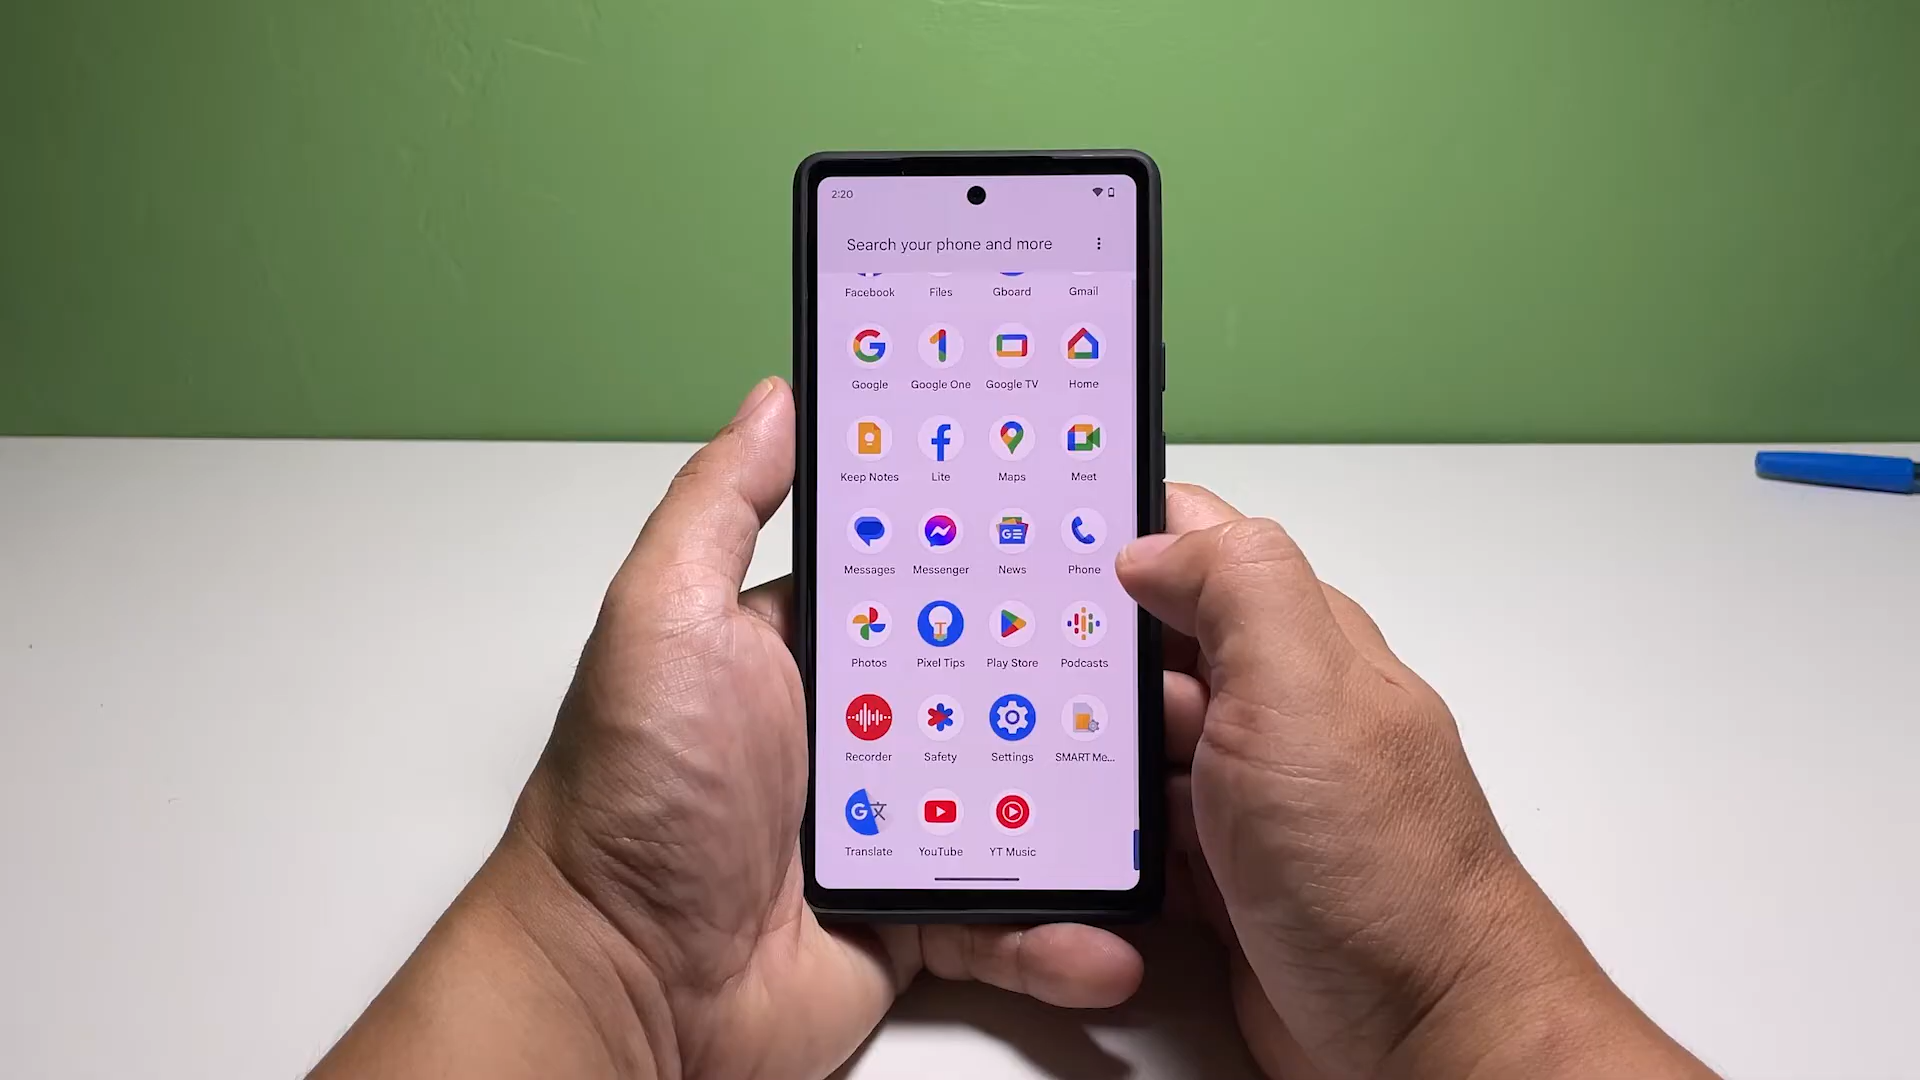 2:20
Search your phone and more
Facebook Files Gboard Gmail
Google Google One Google TV Home
Keep Notes Lite Maps Meet
Messages Messenger News Phone
Photos Pixel Tips Play Store Podcasts
Recorder Safety Settings SMART Me...
Translate YouTube YT Music